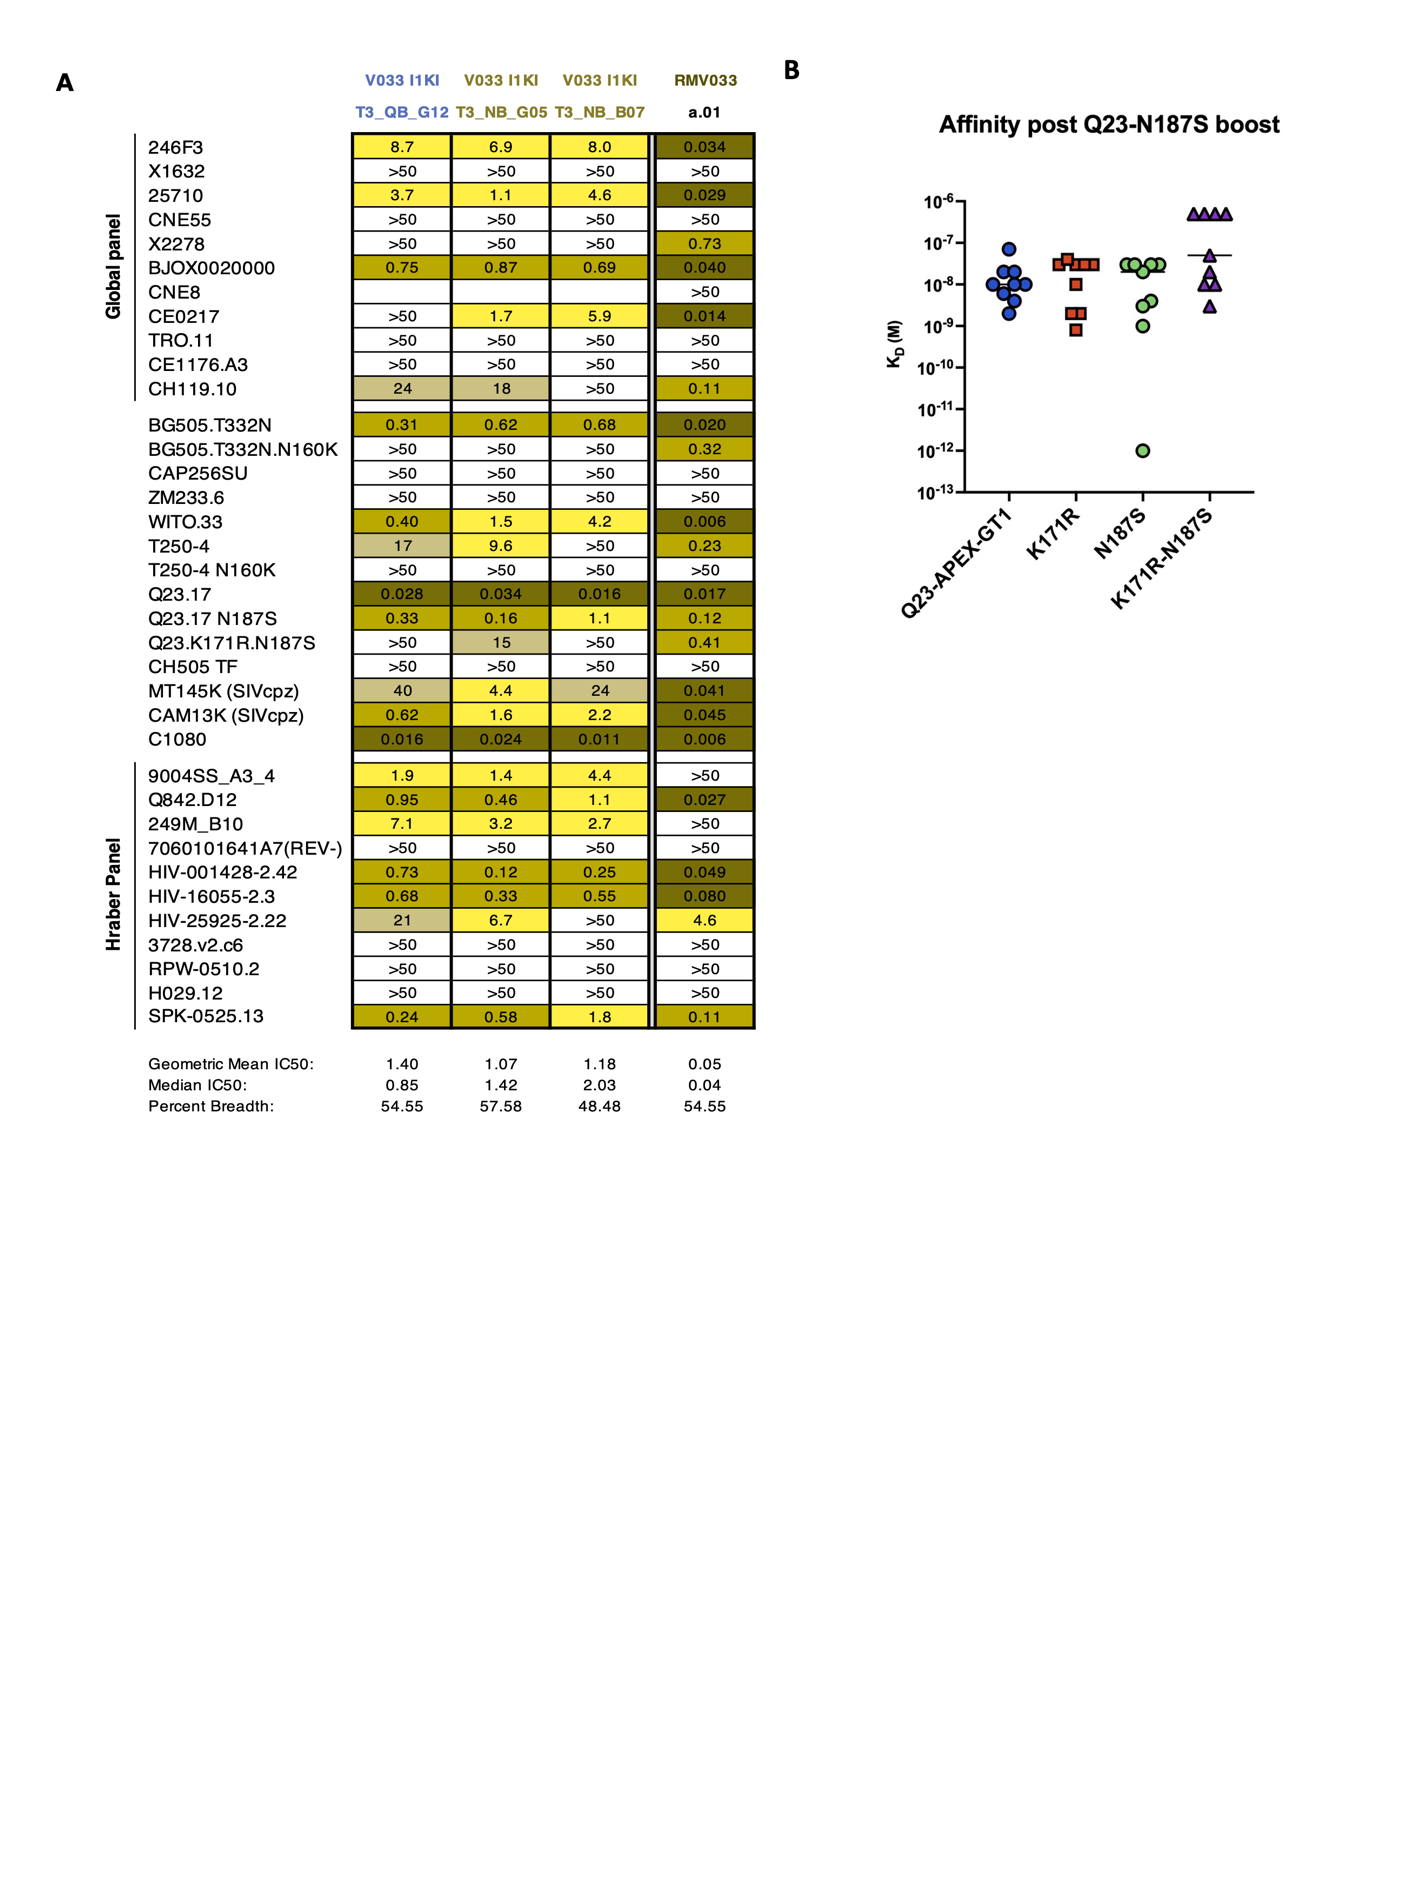 A
V033 I1KI V033 I1KI V033 I1KI RMV033
T3_QB_G12 T3_NB_G05 T3_NB_B07 a.01
Global panel
246F3 8.7 6.9 8.0 0.034
X1632 >50 >50 >50 >50
25710 3.7 1.1 4.6 0.029
CNE55 >50 >50 >50 >50
X2278 >50 >50 >50 0.73
BJOX0020000 0.75 0.87 0.69 0.040
CNE8 >50
CE0217 >50 1.7 5.9 0.014
TRO.11 >50 >50 >50 >50
CE1176.A3 >50 >50 >50 >50
CH119.10 24 18 >50 0.11
BG505.T332N 0.31 0.62 0.68 0.020
BG505.T332N.N160K >50 >50 >50 0.32
CAP256SU >50 >50 >50 >50
ZM233.6 >50 >50 >50 >50
WITO.33 0.40 1.5 4.2 0.006
T250-4 17 9.6 >50 0.23
T250-4 N160K >50 >50 >50 >50
Q23.17 0.028 0.034 0.016 0.017
Q23.17 N187S 0.33 0.16 1.1 0.12
Q23.K171R.N187S >50 15 >50 0.41
CH505 TF >50 >50 >50 >50
MT145K (SIVcpz) 40 4.4 24 0.041
CAM13K (SIVcpz) 0.62 1.6 2.2 0.045
C1080 0.016 0.024 0.011 0.006
Hraber Panel
9004SS_A3_4 1.9 1.4 4.4 >50
Q842.D12 0.95 0.46 1.1 0.027
249M_B10 7.1 3.2 2.7 >50
7060101641A7(REV-) >50 >50 >50 >50
HIV-001428-2.42 0.73 0.12 0.25 0.049
HIV-16055-2.3 0.68 0.33 0.55 0.080
HIV-25925-2.22 21 6.7 >50 4.6
3728.v2.c6 >50 >50 >50 >50
RPW-0510.2 >50 >50 >50 >50
H029.12 >50 >50 >50 >50
SPK-0525.13 0.24 0.58 1.8 0.11
Geometric Mean IC50: 1.40 1.07 1.18 0.05
Median IC50: 0.85 1.42 2.03 0.04
Percent Breadth: 54.55 57.58 48.48 54.55
B
Affinity post Q23-N187S boost
K_D (M)
10^-6
10^-7
10^-8
10^-9
10^-10
10^-11
10^-12
10^-13
Q23-APEX-GT1
K171R
N187S
K171R-N187S